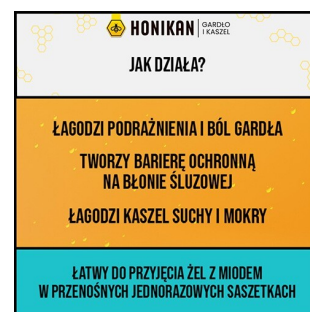 HONIKAN GARDŁO
I KASZEL
JAK DZIAŁA?
ŁAGODZI PODRAŻNIENIA I BÓL GARDŁA
TWORZY BARIERĘ OCHRONNĄ
NA BŁONIE ŚLUZOWEJ
ŁAGODZI KASZEL SUCHY I MOKRY
ŁATWY DO PRZYJĘCIA ŻEL Z MIODEM
W PRZENOŚNYCH JEDNORAZOWYCH SASZETKACH